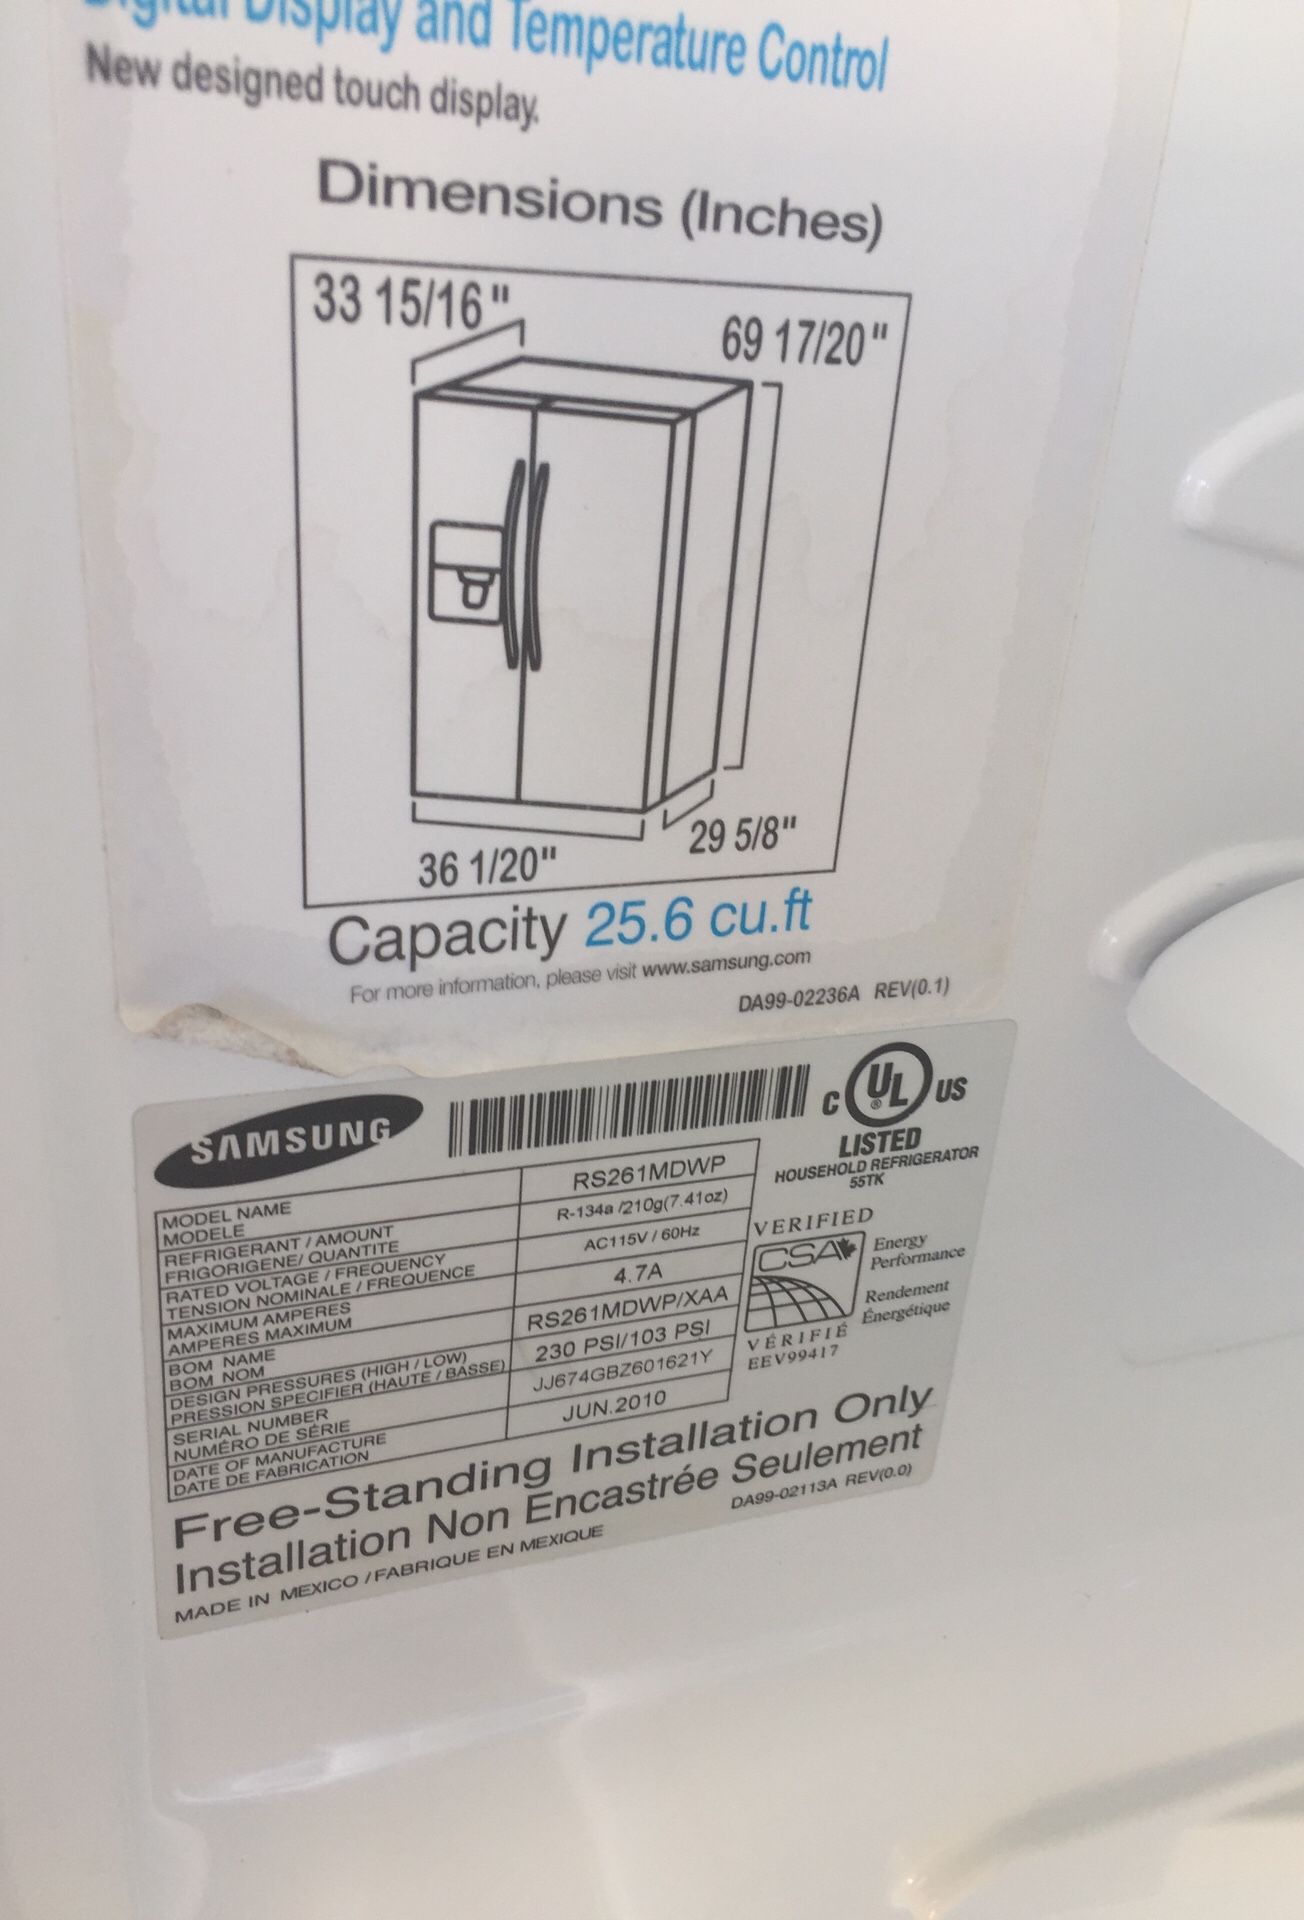 Digital Display and Temperature Control
New designed touch display.
Dimensions (Inches)
33 15/16"
69 17/20"
29 5/8"
36 1/20"
Capacity 25.6 cu.ft
For more information, please visit www.samsung.com
DA99-02236A REV(0.1)
SAMSUNG
C UL® US
LISTED
HOUSEHOLD REFRIGERATOR
55TK
MODEL NAME
MODELE
RS261MDWP
REFRIGERANT / AMOUNT
FRIGORIGENE/ QUANTITE
R-134a /210g(7.41oz)
RATED VOLTAGE / FREQUENCY
TENSION NOMINALE / FREQUENCE
AC115V / 60Hz
MAXIMUM AMPERES
AMPERES MAXIMUM
4.7A
BOM NAME
BOM NOM
RS261MDWP/XAA
DESIGN PRESSURES (HIGH / LOW)
PRESSION SPECIFIER (HAUTE / BASSE)
230 PSI/103 PSI
SERIAL NUMBER
NUMÉRO DE SÉRIE
JJ674GBZ601621Y
DATE OF MANUFACTURE
DATE DE FABRICATION
JUN.2010
VERIFIED
CSA
Energy
Performance
Rendement
Énergétique
VÉRIFIÉ
EEV99417
Free-Standing Installation Only
Installation Non Encastrée Seulement
MADE IN MEXICO / FABRIQUE EN MEXIQUE
DA99-02113A REV(0.0)